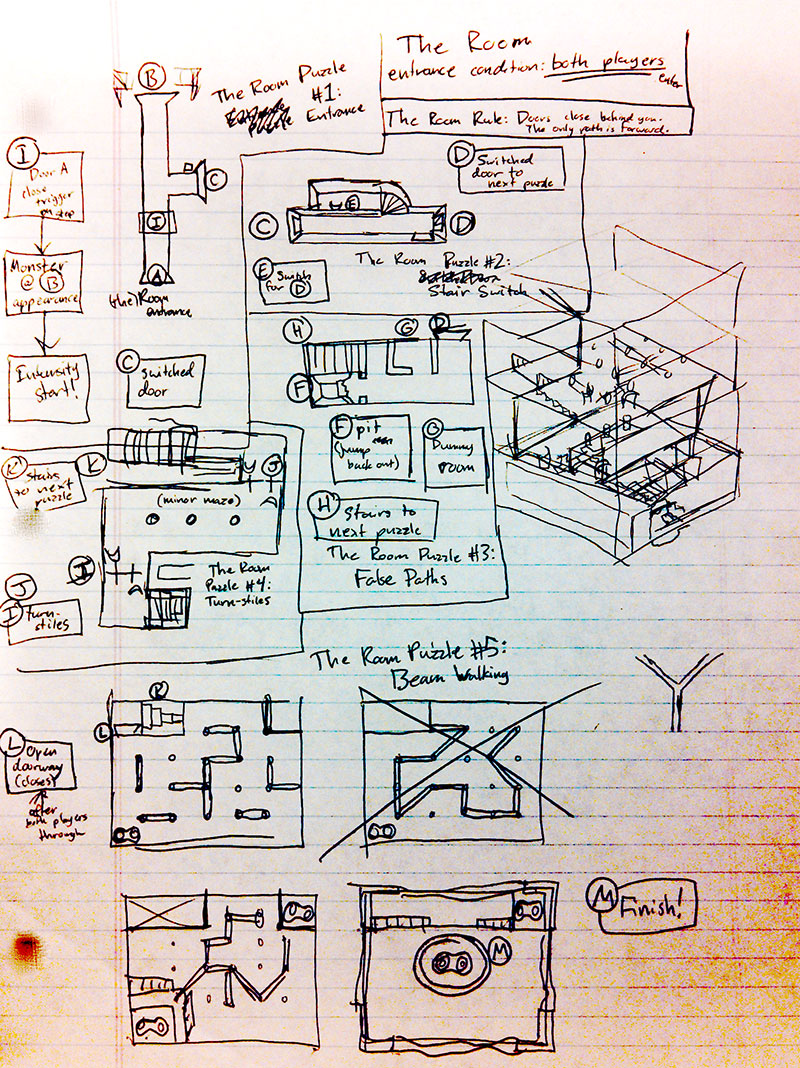 The Room
entrance condition: both players
enter
The Room Rule: Doors close behind you.
The only path is forward.
The Room Puzzle
#1:
Entrance
B
C
I
A
(the) Room
entrance
I
Door A
close
trigger
on step
Monster
@ B
appearance
Intensity
Start!
C
Switched
door
D
Switched
door to
next puzzle
C
E
D
The Room Puzzle #2:
Stair Switch
E
Switch
for D
H
G
D
F
F
pit
(jump
back out)
G
Dummy
room
H
Stairs to
next puzzle
The Room Puzzle #3:
False Paths
K
Stairs
to next
puzzle
K
J
(minor maze)
I
The Room
Puzzle #4:
Turn-stiles
J
I
turn-
stiles
The Room Puzzle #5:
Beam Walking
K
L
L
Open
doorway
(closes)
after
both players
through
M
M
Finish!